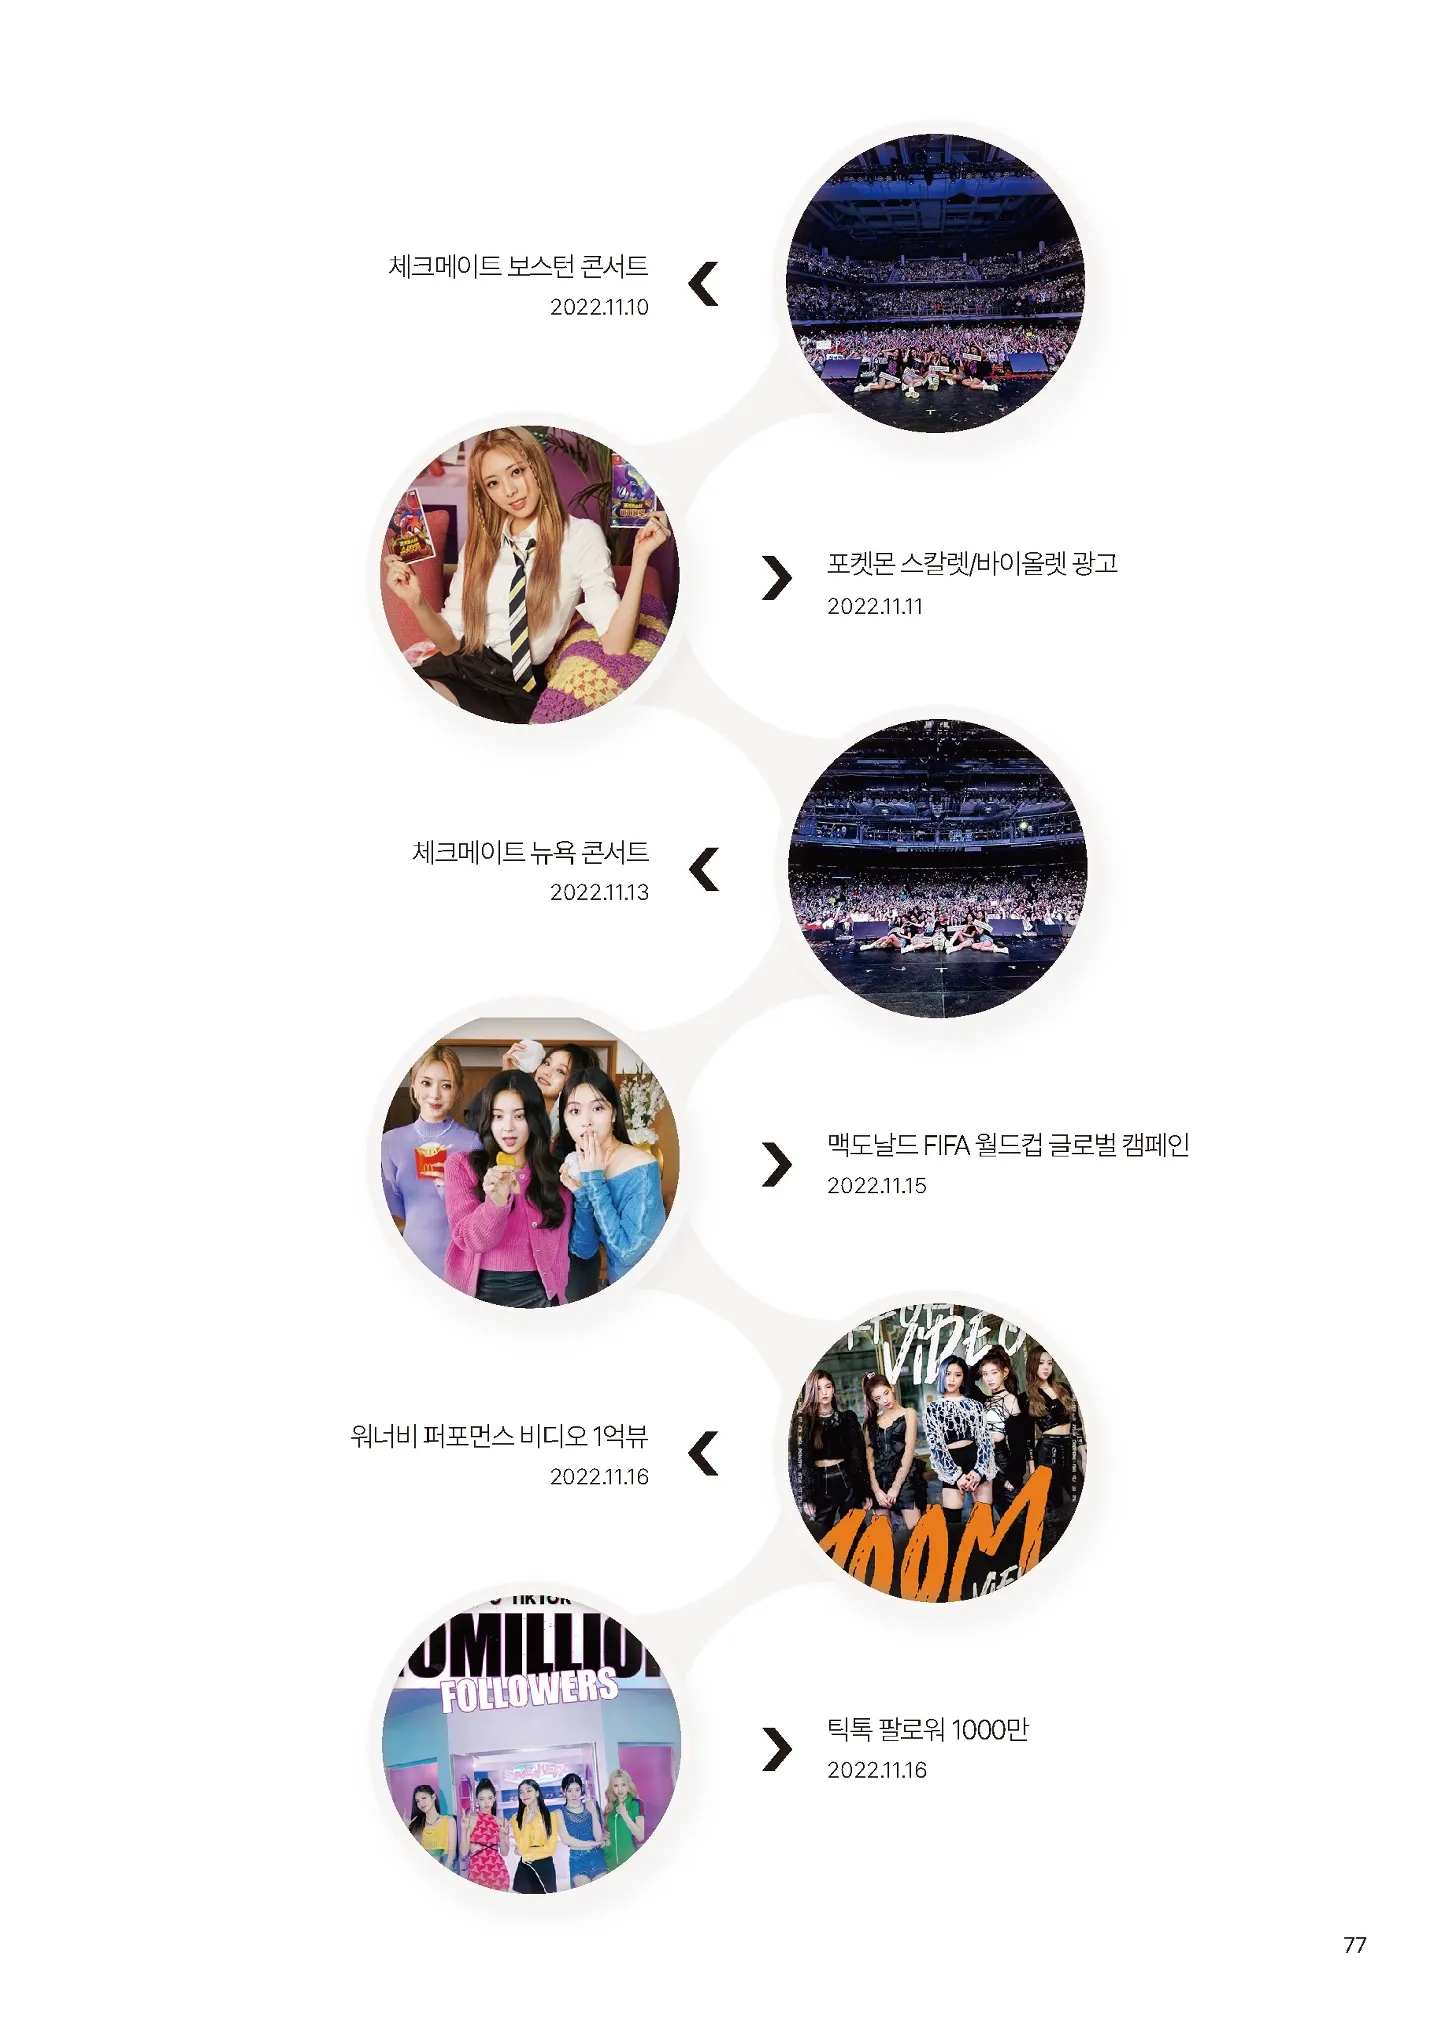 체크메이트 보스턴 콘서트
2022.11.10
포켓몬 스칼렛/바이올렛 광고
2022.11.11
체크메이트 뉴욕 콘서트
2022.11.13
맥도날드 FIFA 월드컵 글로벌 캠페인
2022.11.15
VIDEO
워너비 퍼포먼스 비디오 1억뷰
2022.11.16
100M
TIKTOK
MILLION
FOLLOWERS
틱톡 팔로워 1000만
2022.11.16
77